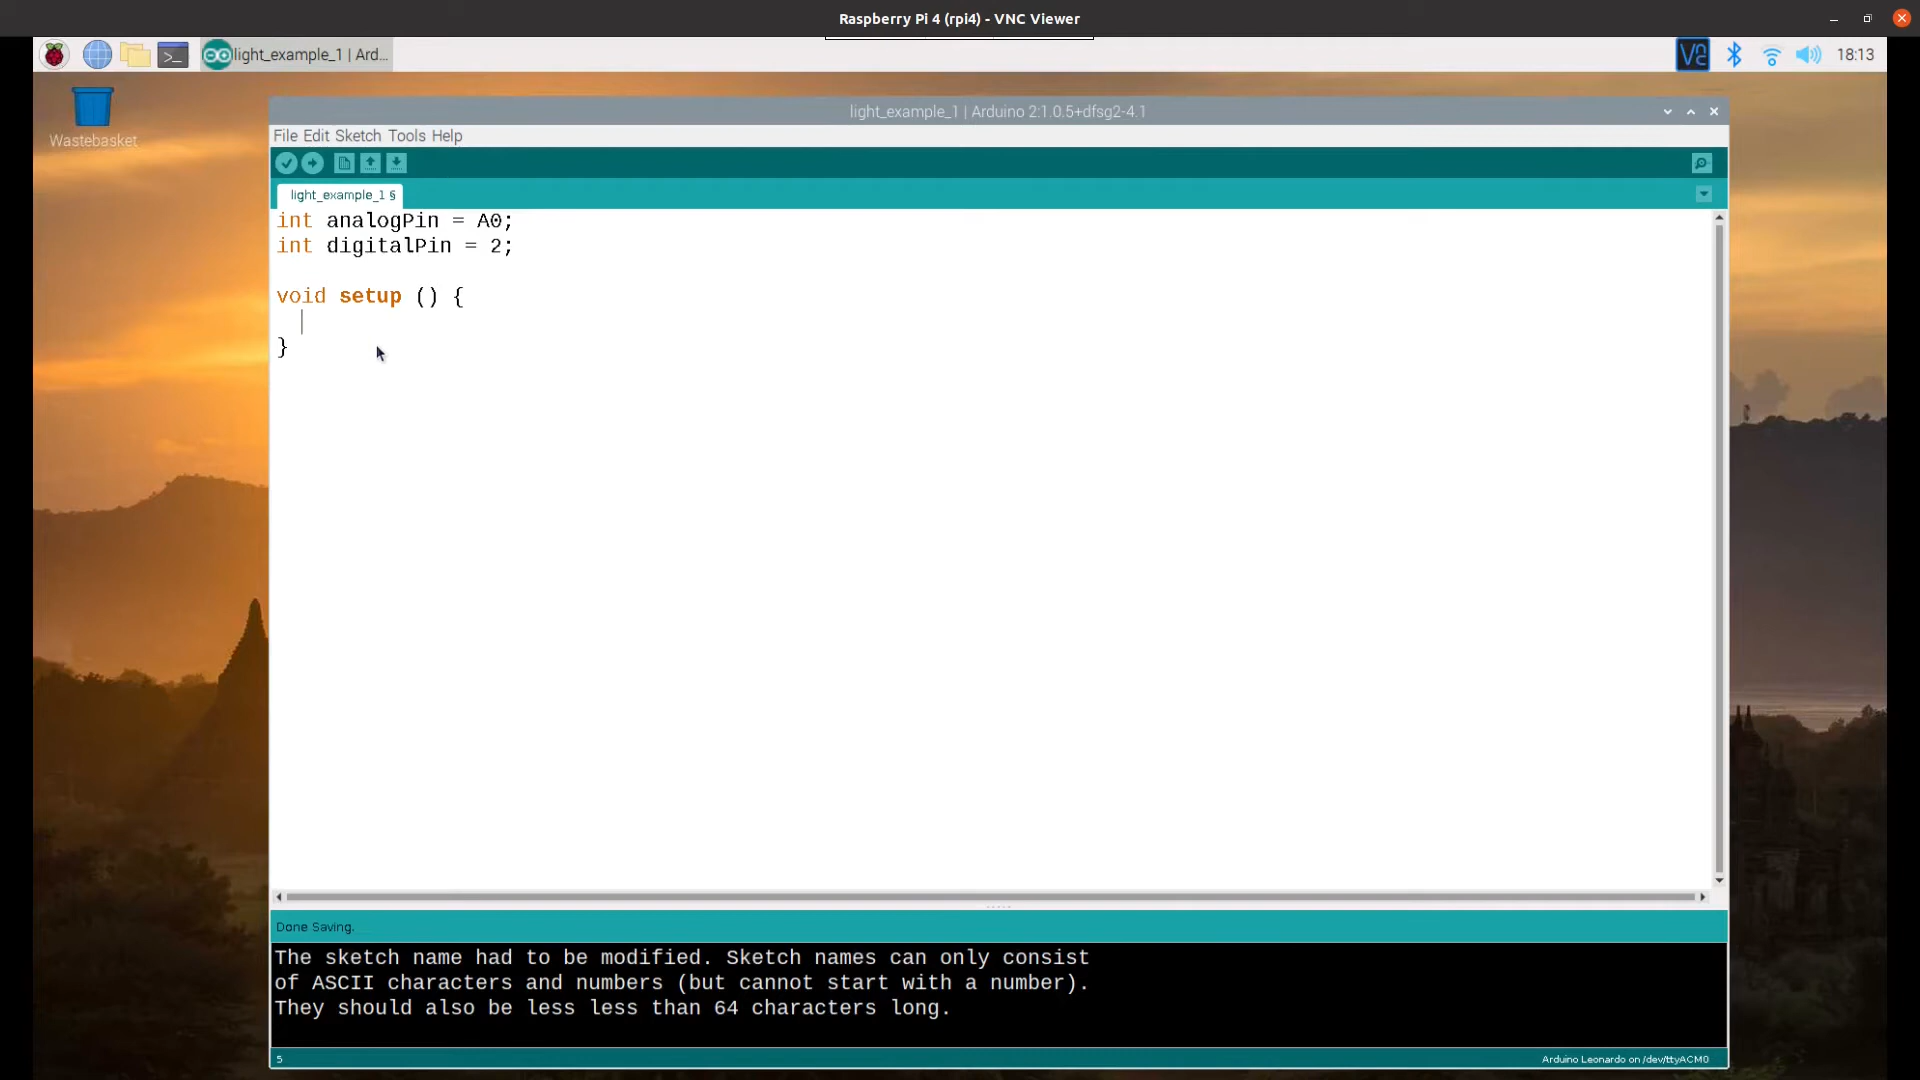 Raspberry Pi 4 (rpi4) - VNC Viewer
light_example_1 | Ard...
18:13
Wastebasket
light_example_1 | Arduino 2:1.0.5+dfsg2-4.1
File Edit Sketch Tools Help
light_example_1 §
int analogPin = A0;
int digitalPin = 2;
void setup () {
}
Done Saving.
The sketch name had to be modified. Sketch names can only consist
of ASCII characters and numbers (but cannot start with a number).
They should also be less less than 64 characters long.
5
Arduino Leonardo on /dev/ttyACM0